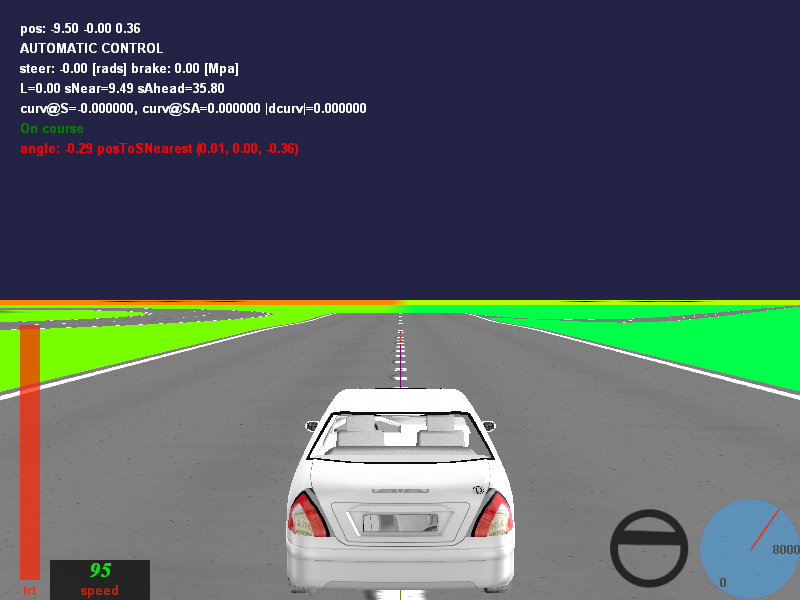 pos: -9.50 -0.00 0.36
AUTOMATIC CONTROL
steer: -0.00 [rads] brake: 0.00 [Mpa]
L=0.00 sNear=9.49 sAhead=35.80
curv@S=-0.000000, curv@SA=0.000000 |dcurv|=0.000000
On course
angle: -0.29 posToSNearest (0.01, 0.00, -0.36)
8000
0
95
trt speed